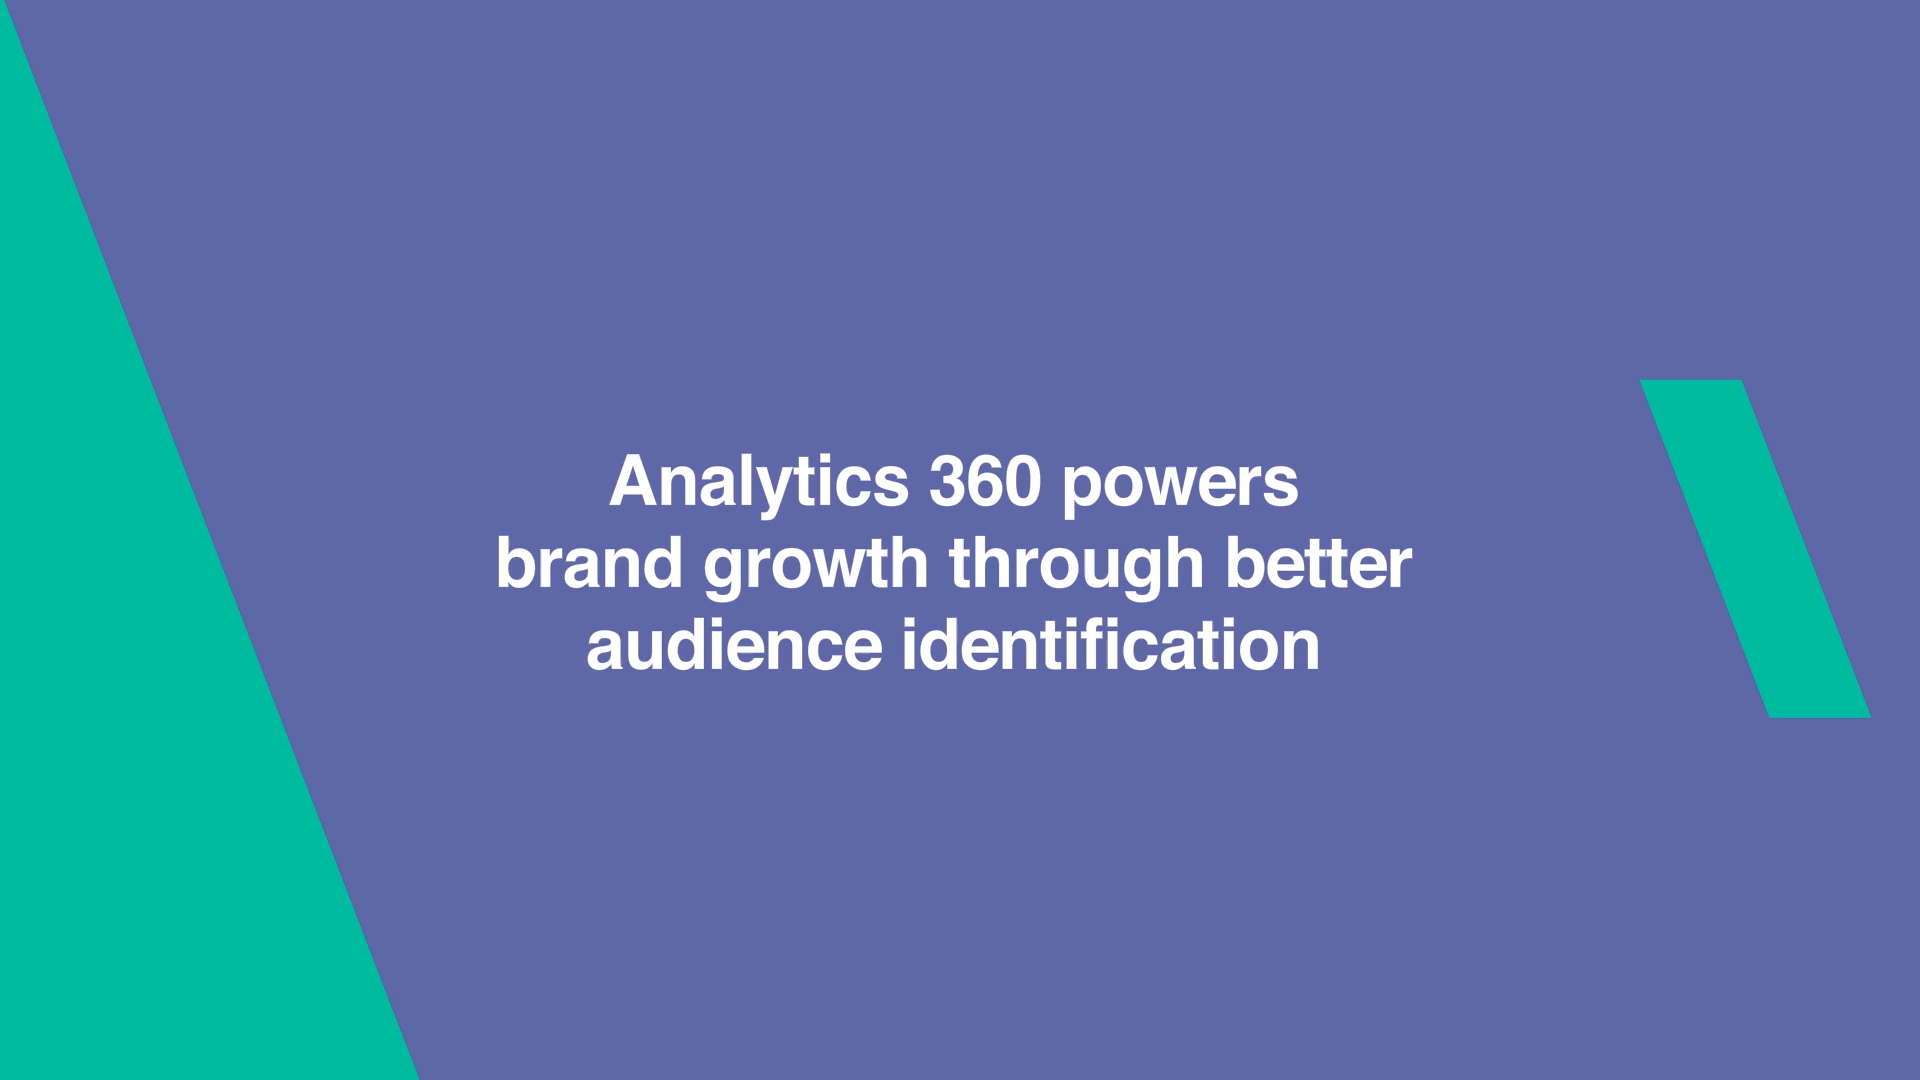 Analytics 360 powers
brand growth through better
audience identification